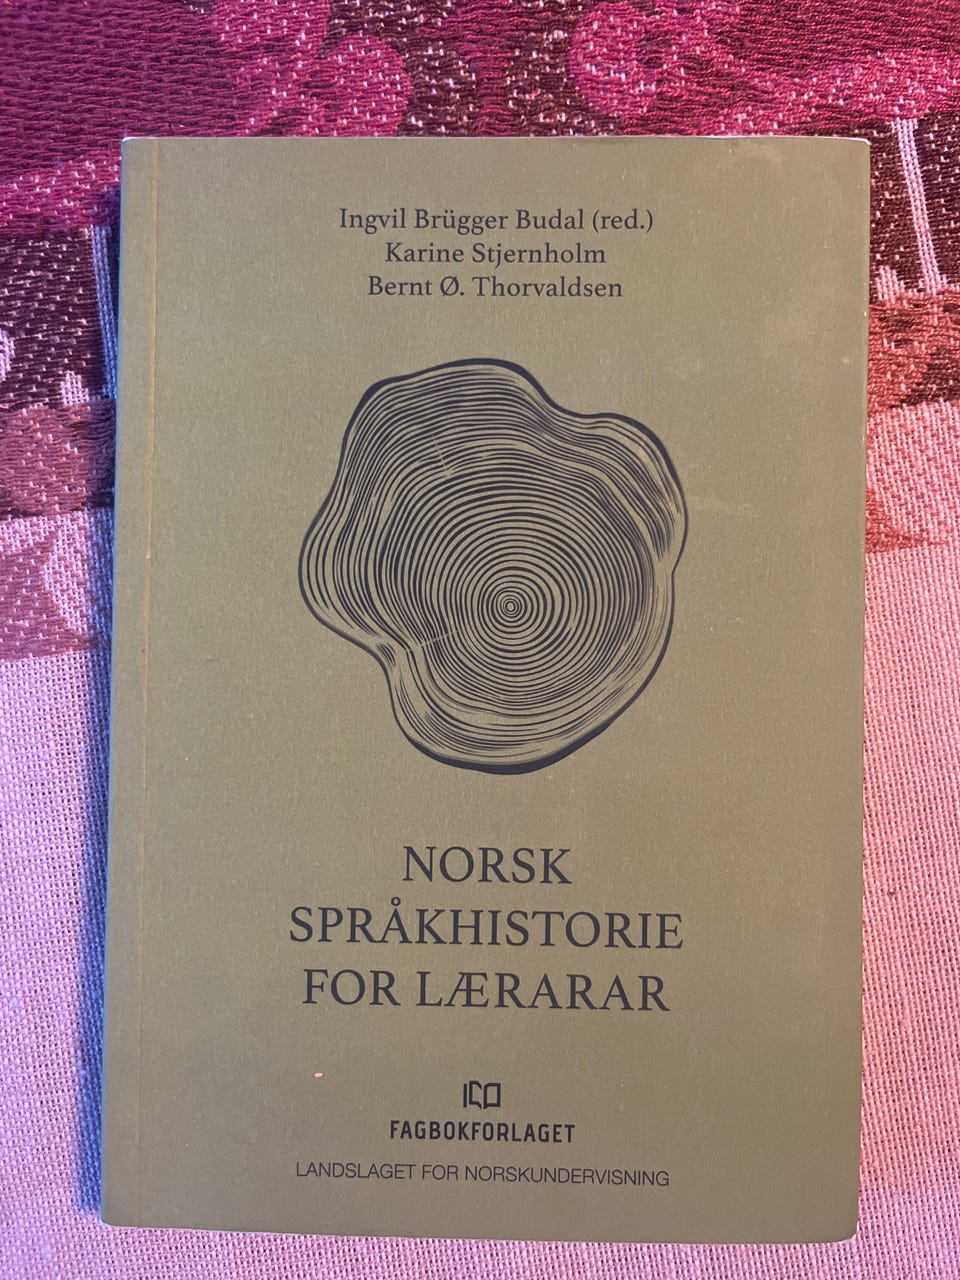 Ingvil Brügger Budal (red.)
Karine Stjernholm
Bernt Ø. Thorvaldsen
NORSK
SPRÅKHISTORIE
FOR LÆRARAR
FAGBOKFORLAGET
LANDSLAGET FOR NORSKUNDERVISNING